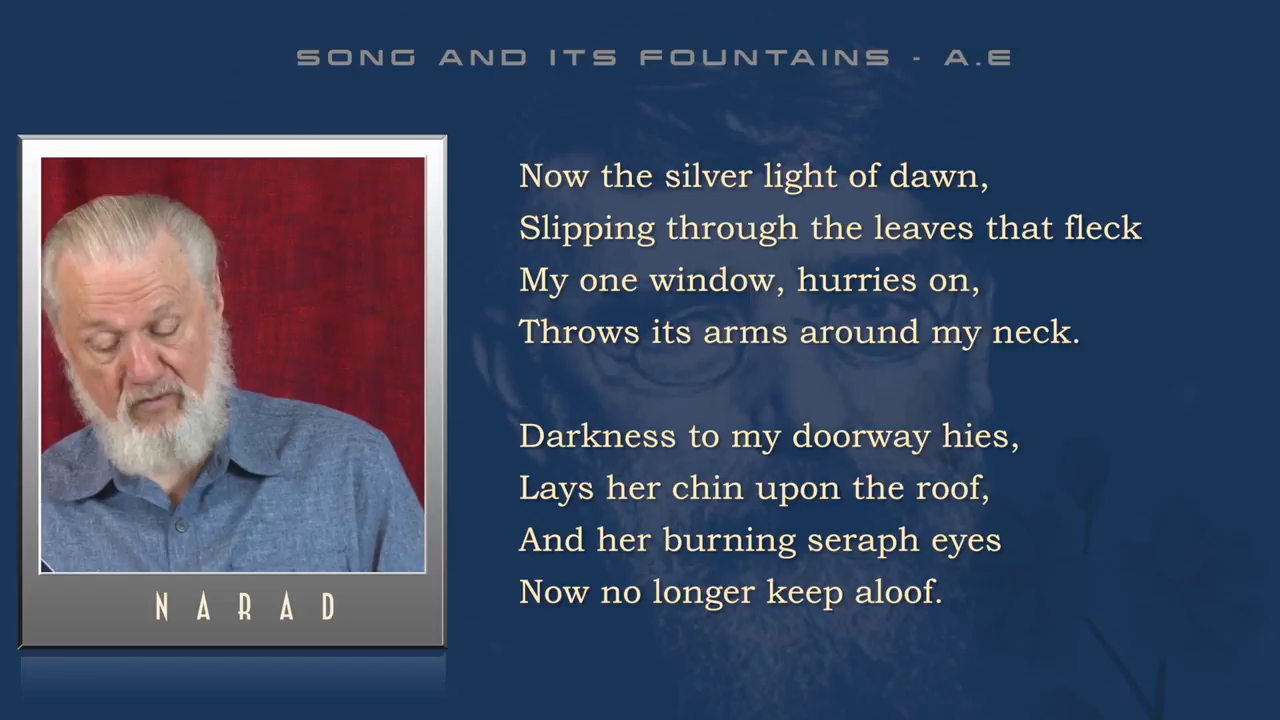 SONG AND ITS FOUNTAINS - A.E
Now the silver light of dawn,
Slipping through the leaves that fleck
My one window, hurries on,
Throws its arms around my neck.
Darkness to my doorway hies,
Lays her chin upon the roof,
And her burning seraph eyes
Now no longer keep aloof.
NARAD